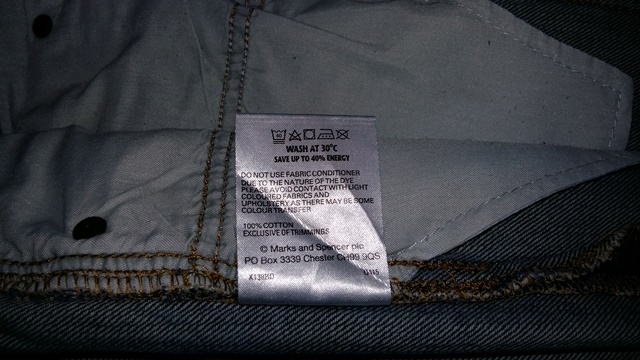 WASH AT 30°C
SAVE UP TO 40% ENERGY
DO NOT USE FABRIC CONDITIONER
DUE TO THE NATURE OF THE DYE
PLEASE AVOID CONTACT WITH LIGHT
COLOURED FABRICS AND
UPHOLSTERY AS THERE MAY BE SOME
COLOUR TRANSFER
100% COTTON
EXCLUSIVE OF TRIMMINGS
© Marks and Spencer plc
PO Box 3339 Chester CH99 9QS